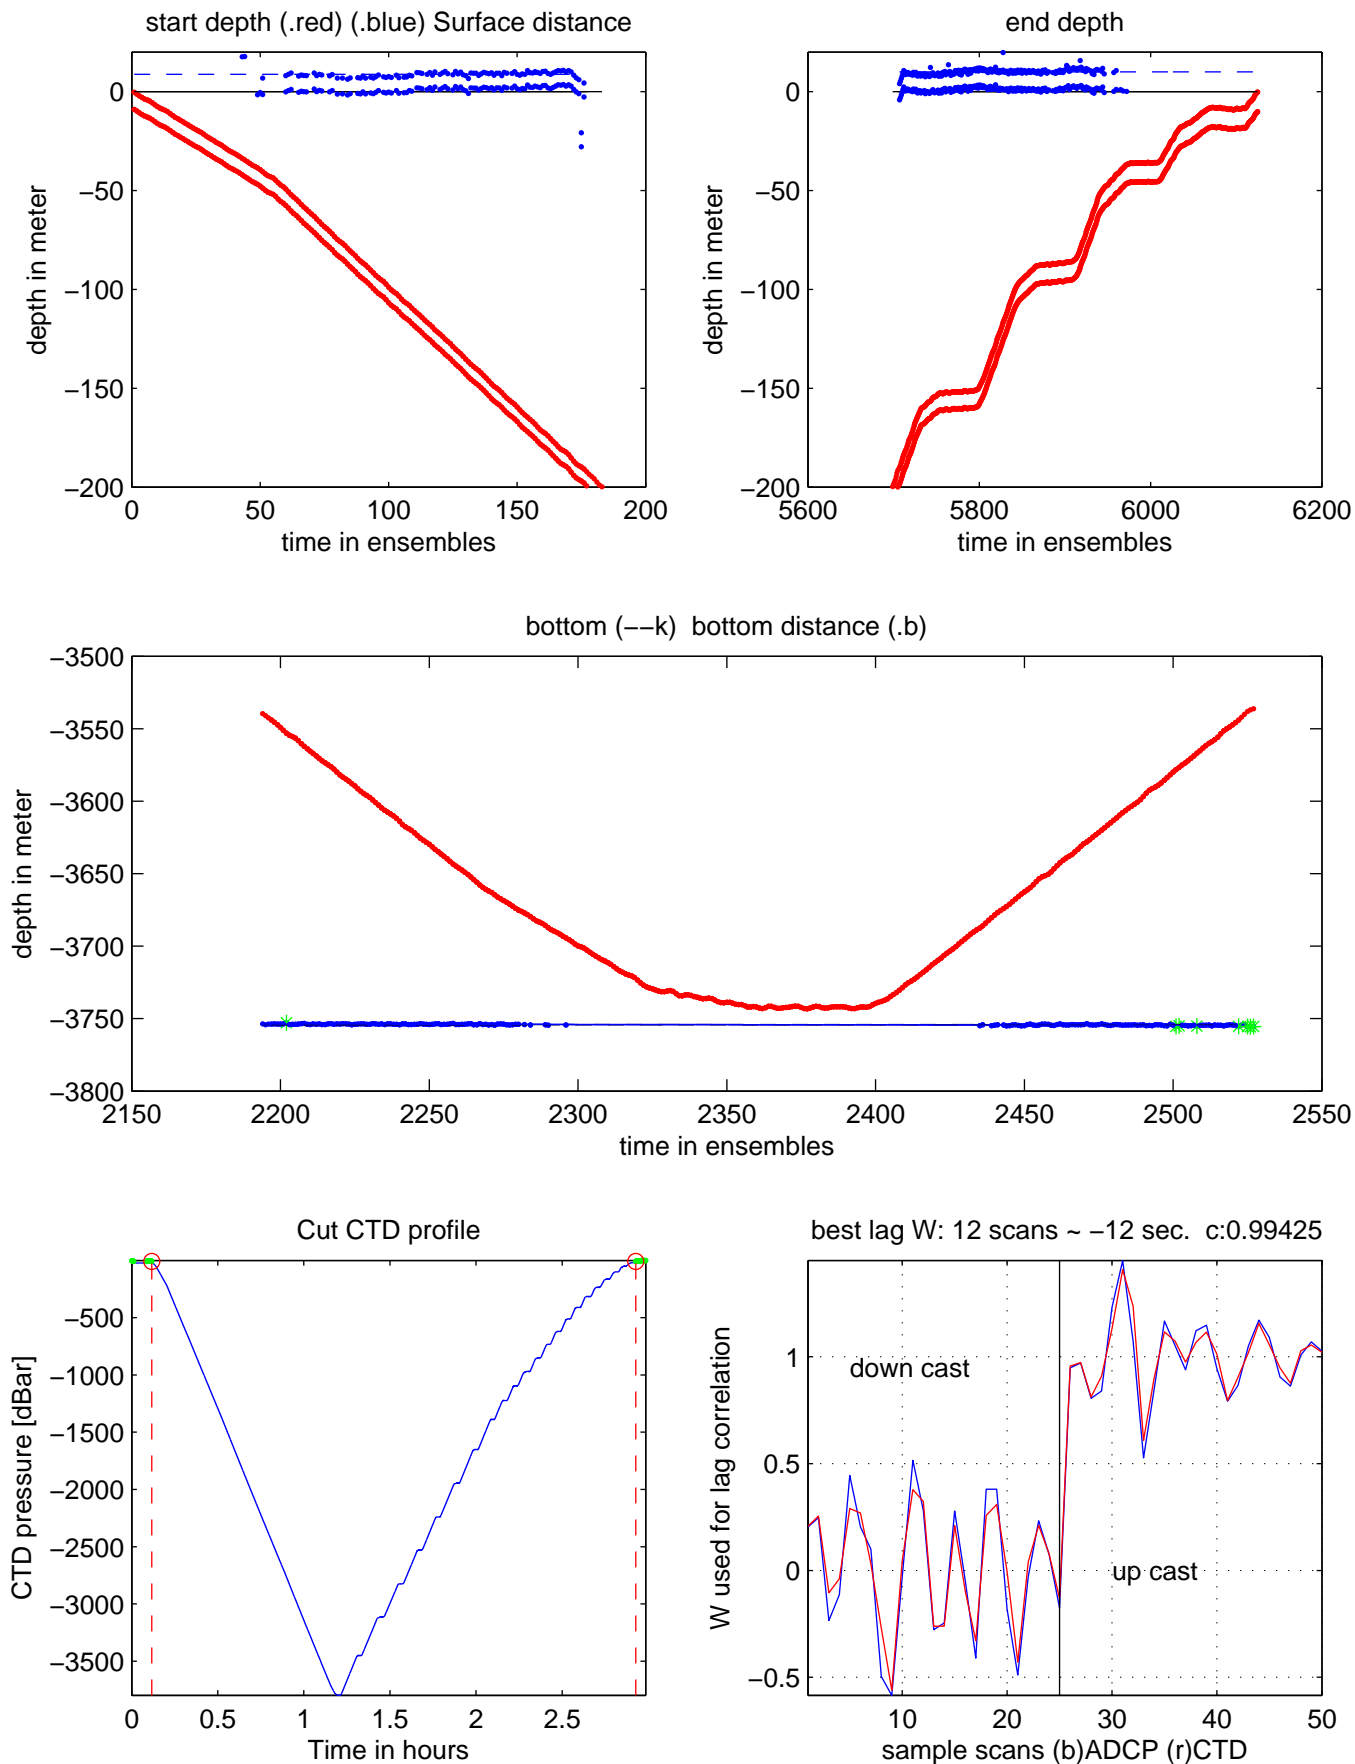 start depth (.red) (.blue) Surface distance
end depth
0
−50
−100
−150
−200
depth in meter
0 50 100 150 200
time in ensembles
0
−50
−100
−150
−200
depth in meter
5600 5800 6000 6200
time in ensembles
bottom (−−k)  bottom distance (.b)
−3500
−3550
−3600
−3650
−3700
−3750
−3800
depth in meter
2150 2200 2250 2300 2350 2400 2450 2500 2550
time in ensembles
Cut CTD profile
−500
−1000
−1500
−2000
−2500
−3000
−3500
CTD pressure [dBar]
0 0.5 1 1.5 2 2.5
Time in hours
best lag W: 12 scans ~ −12 sec.  c:0.99425
1
0.5
0
−0.5
W used for lag correlation
down cast
up cast
10 20 30 40 50
sample scans (b)ADCP (r)CTD